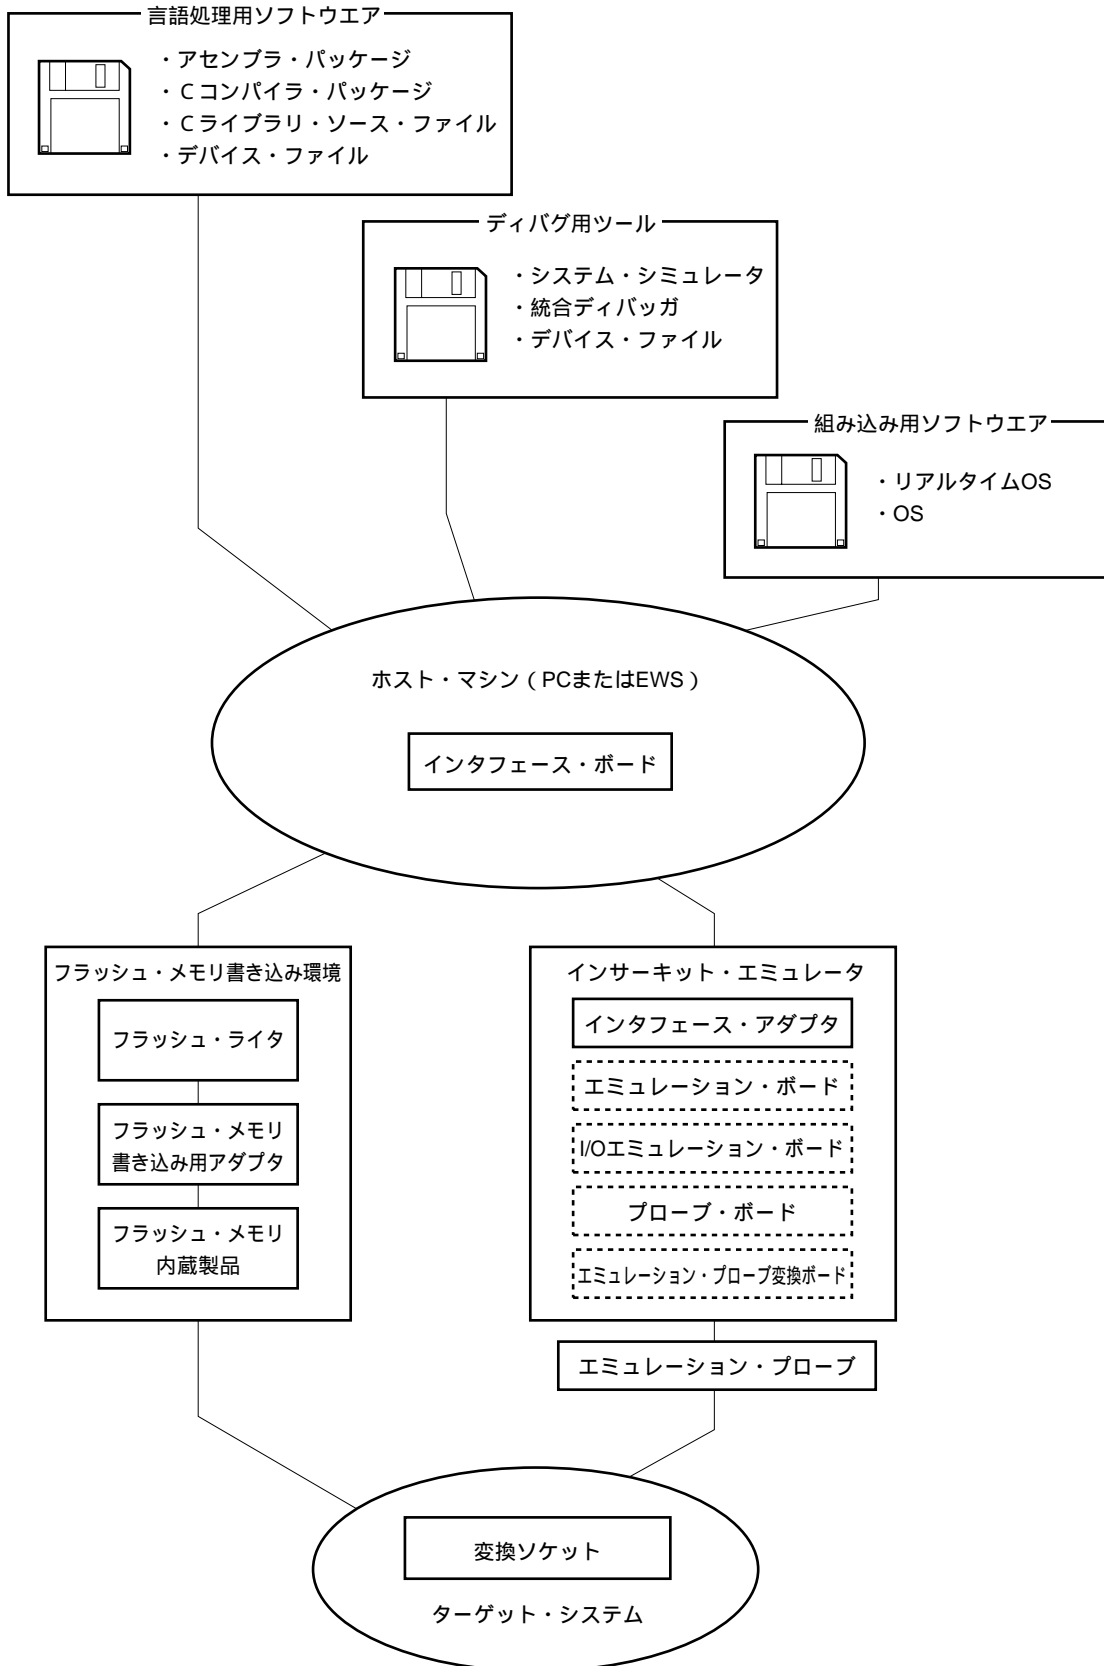 言語処理用ソフトウエア
・アセンブラ・パッケージ
・Ｃコンパイラ・パッケージ
・Ｃライブラリ・ソース・ファイル
・デバイス・ファイル
ディバグ用ツール
・システム・シミュレータ
・統合ディバッガ
・デバイス・ファイル
組み込み用ソフトウエア
・リアルタイムOS
・OS
ホスト・マシン（PCまたはEWS）
インタフェース・ボード
フラッシュ・メモリ書き込み環境
フラッシュ・ライタ
フラッシュ・メモリ
書き込み用アダプタ
フラッシュ・メモリ
内蔵製品
インサーキット・エミュレータ
インタフェース・アダプタ
エミュレーション・ボード
I/Oエミュレーション・ボード
プローブ・ボード
エミュレーション・プローブ変換ボード
エミュレーション・プローブ
変換ソケット
ターゲット・システム